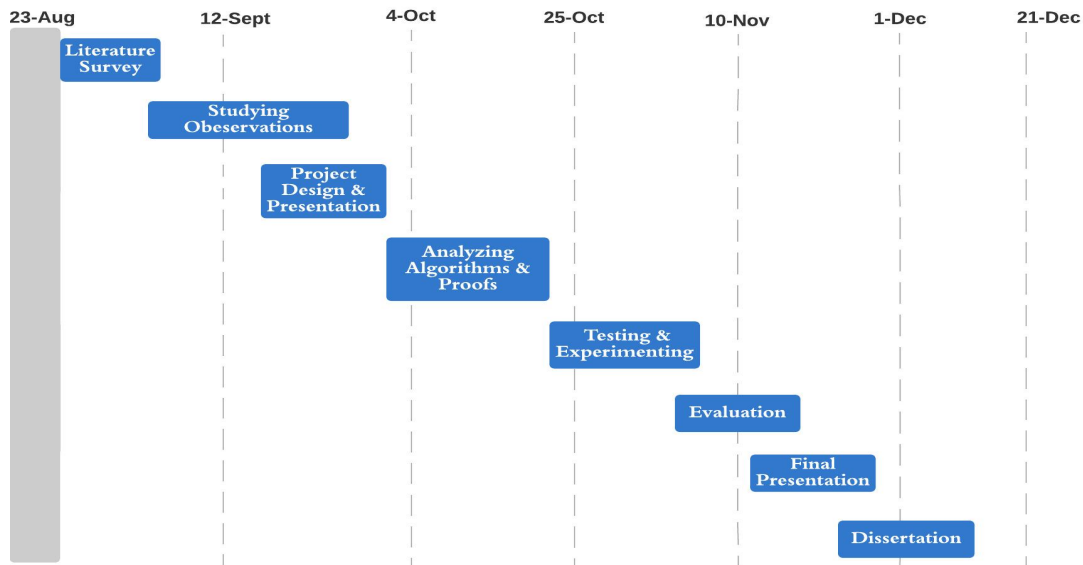 23-Aug 12-Sept 4-Oct 25-Oct 10-Nov 1-Dec 21-Dec
Literature
Survey
Studying
Obeservations
Project
Design &
Presentation
Analyzing
Algorithms &
Proofs
Testing &
Experimenting
Evaluation
Final
Presentation
Dissertation